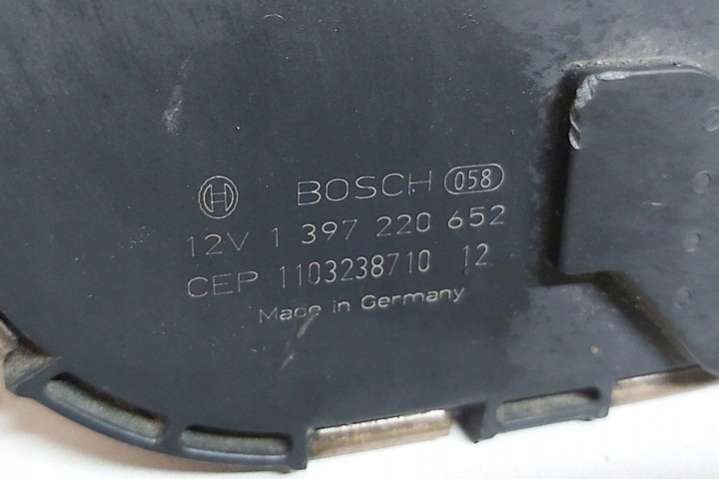 BOSCH 058
12V 1 397 220 652
CEP 1103238710 12
Made in Germany